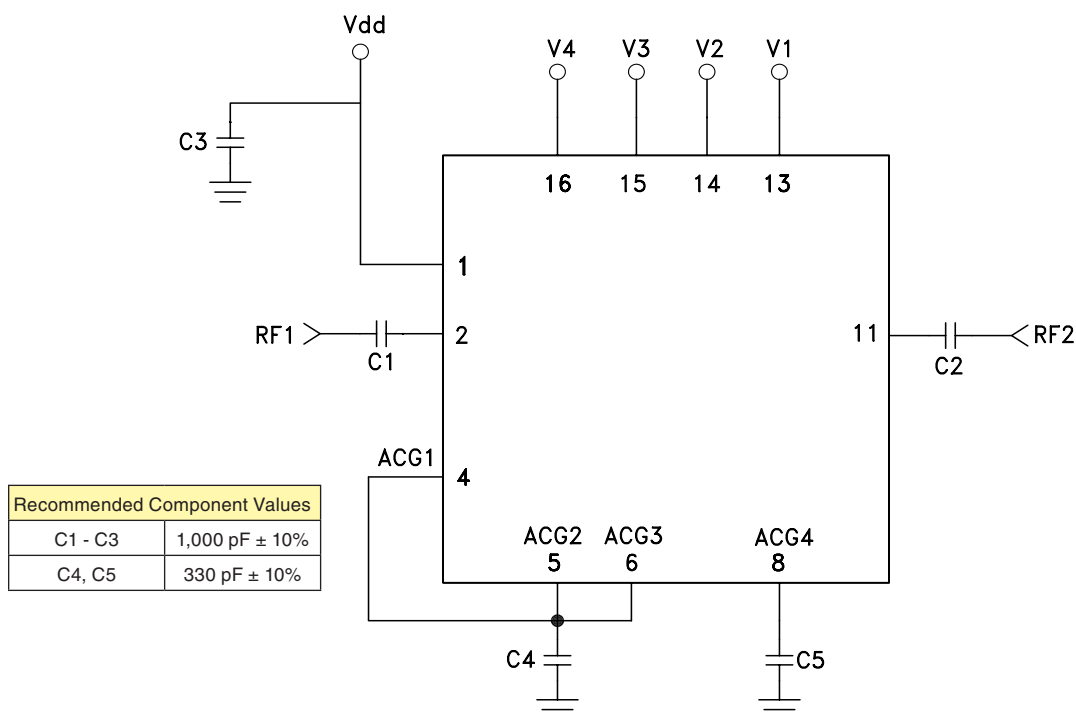 Vdd
V4 V3 V2 V1
C3
16 15 14 13
1
RF1 C1 2
11 C2 RF2
ACG1 4
Recommended Component Values
C1 - C3 1,000 pF ± 10%
C4, C5 330 pF ± 10%
ACG2 ACG3 ACG4
5 6 8
C4 C5